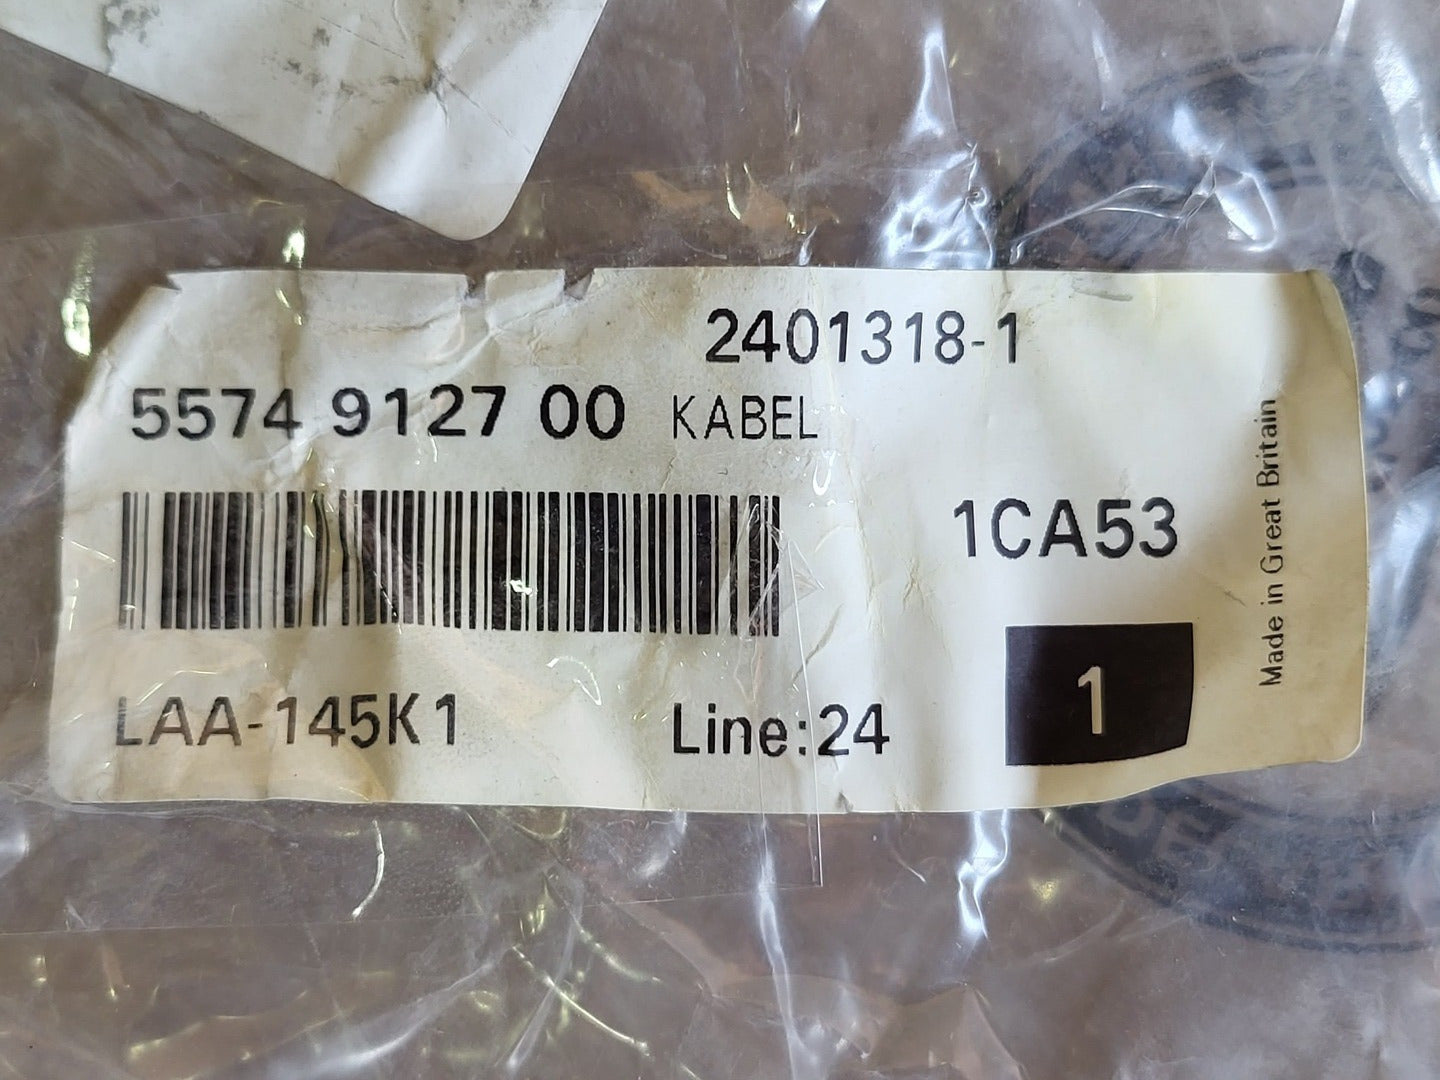 2401318-1
5574 9127 00 KABEL
1CA53
LAA-145K1 Line:24
1
Made in Great Britain